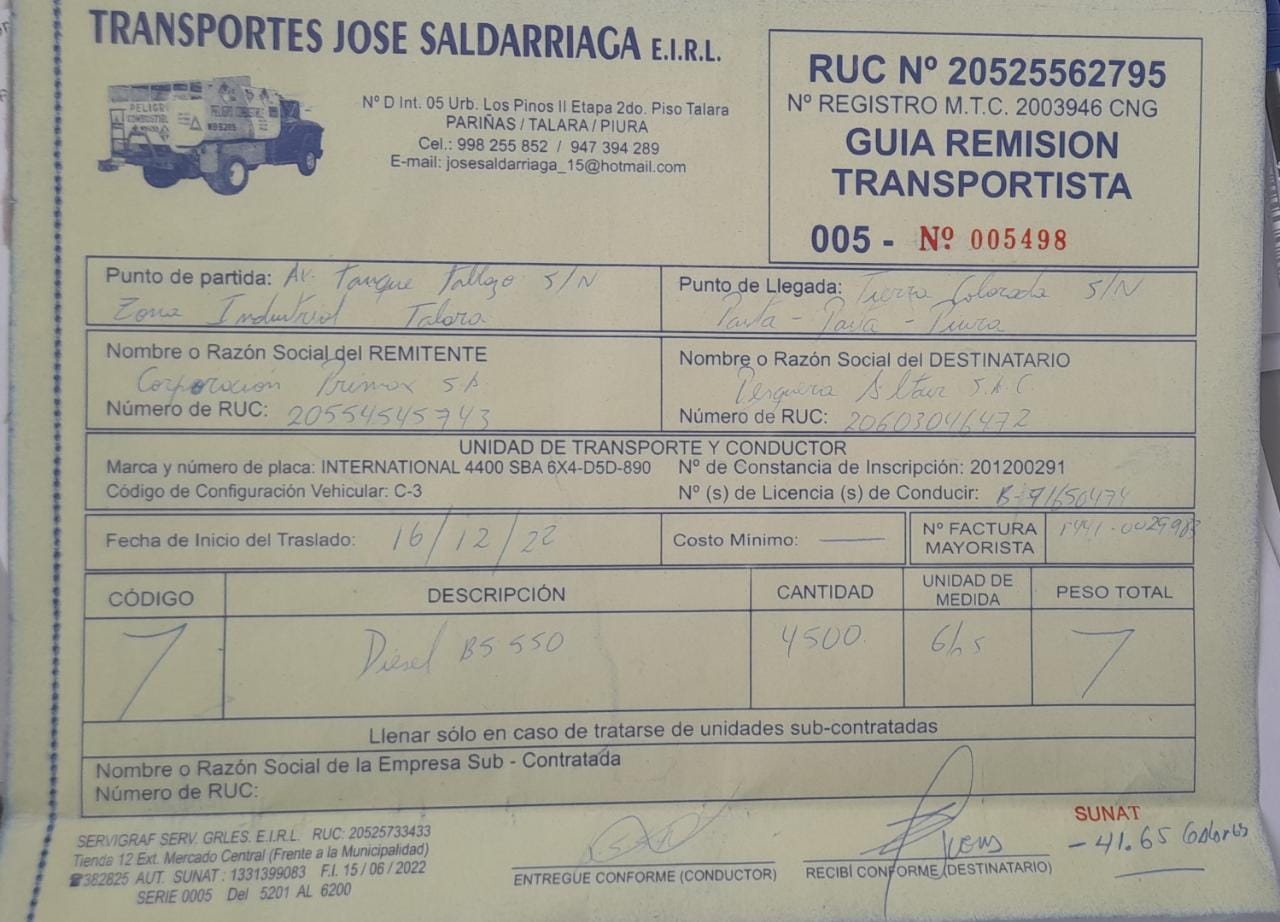 TRANSPORTES JOSE SALDARRIAGA E.I.R.L.
PELIGRO
COMBUSTIBLE
Nº D Int. 05 Urb. Los Pinos II Etapa 2do. Piso Talara
PARIÑAS / TALARA / PIURA
Cel.: 998 255 852 / 947 394 289
E-mail: josesaldarriaga_15@hotmail.com
RUC Nº 20525562795
Nº REGISTRO M.T.C. 2003946 CNG
GUIA REMISION
TRANSPORTISTA
005 - Nº 005498
Punto de partida: Av. Tanque Tallejo S/N
Zona Industrial Talara
Punto de Llegada: Tierra Colorada S/N
Paita - Paita - Piura
Nombre o Razón Social del REMITENTE
Corporación Primax S.A.
Número de RUC: 20554545743
Nombre o Razón Social del DESTINATARIO
Pesquera Altair S.A.C
Número de RUC: 20603046472
UNIDAD DE TRANSPORTE Y CONDUCTOR
Marca y número de placa: INTERNATIONAL 4400 SBA 6X4-D5D-890
Nº de Constancia de Inscripción: 201200291
Código de Configuración Vehicular: C-3
Nº (s) de Licencia (s) de Conducir: B-91650474
Fecha de Inicio del Traslado: 16/12/22
Costo Mínimo: —
Nº FACTURA MAYORISTA
CÓDIGO DESCRIPCIÓN CANTIDAD UNIDAD DE MEDIDA PESO TOTAL
Diesel B5 S50 4500. Gls
Llenar sólo en caso de tratarse de unidades sub-contratadas
Nombre o Razón Social de la Empresa Sub - Contratada
Número de RUC:
SERVIGRAF SERV. GRLES. E.I.R.L. RUC: 20525733433
Tienda 12 Ext. Mercado Central (Frente a la Municipalidad)
☎382825 AUT. SUNAT : 1331399083 F.I. 15 / 06 / 2022
SERIE 0005 Del 5201 AL 6200
ENTREGUE CONFORME (CONDUCTOR)
RECIBÍ CONFORME (DESTINATARIO)
SUNAT
- 41.65 Galones